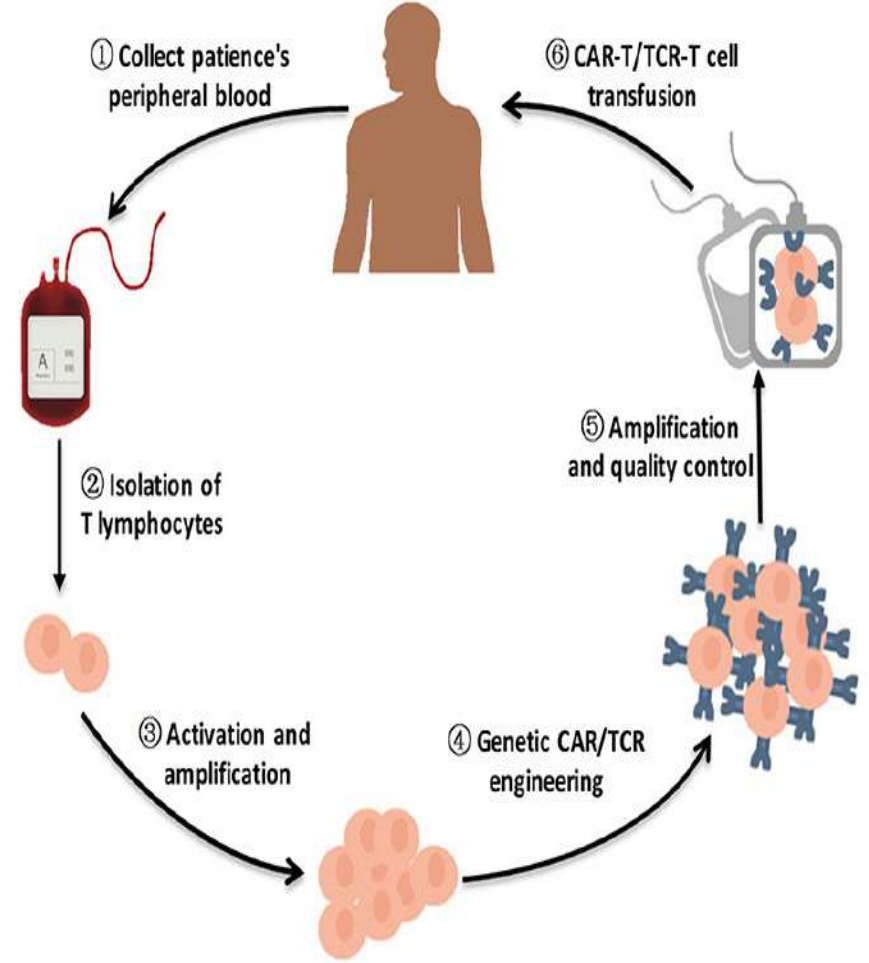 ① Collect patience's
peripheral blood
⑥ CAR-T/TCR-T cell
transfusion
A
② Isolation of
T lymphocytes
⑤ Amplification
and quality control
③ Activation and
amplification
④ Genetic CAR/TCR
engineering